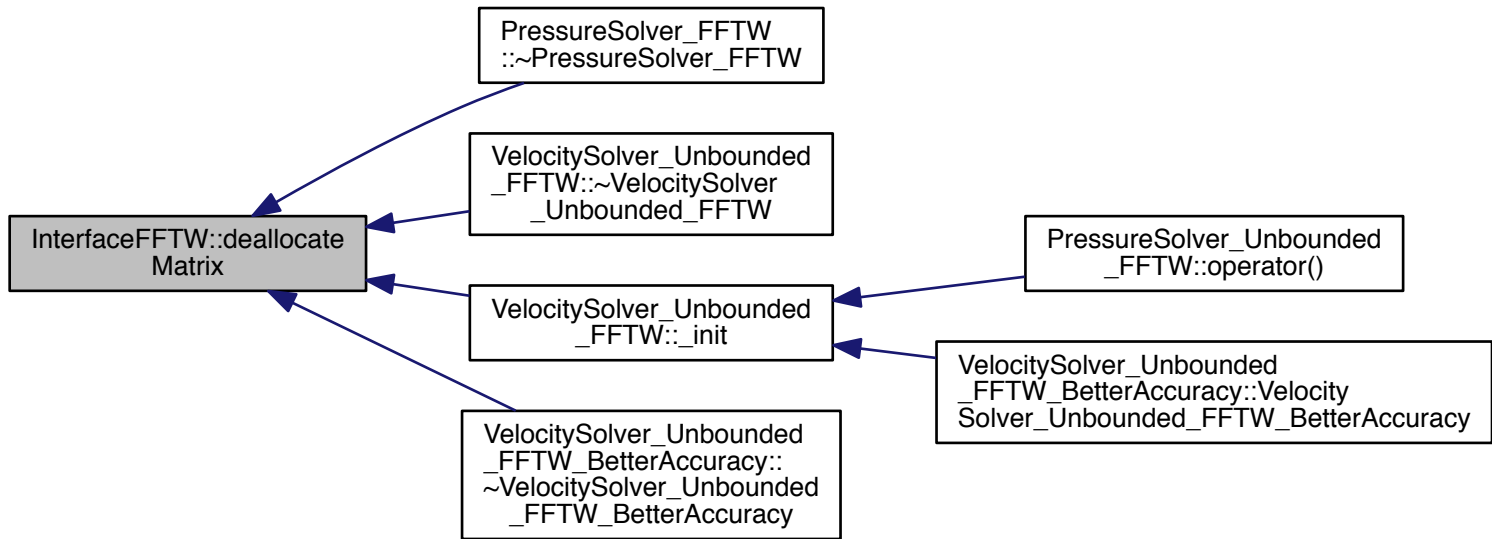 PressureSolver_FFTW
::~PressureSolver_FFTW
VelocitySolver_Unbounded
_FFTW::~VelocitySolver
_Unbounded_FFTW
InterfaceFFTW::deallocate
Matrix
VelocitySolver_Unbounded
_FFTW::_init
PressureSolver_Unbounded
_FFTW::operator()
VelocitySolver_Unbounded
_FFTW_BetterAccuracy::Velocity
Solver_Unbounded_FFTW_BetterAccuracy
VelocitySolver_Unbounded
_FFTW_BetterAccuracy::
~VelocitySolver_Unbounded
_FFTW_BetterAccuracy